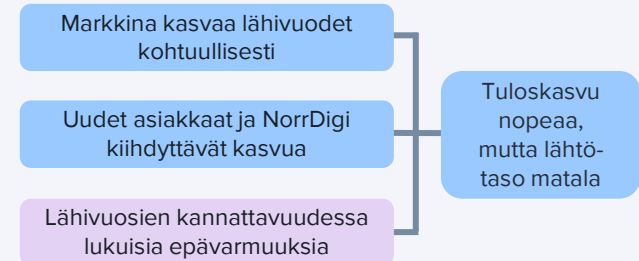 Markkina kasvaa lähivuodet
kohtuullisesti
Uudet asiakkaat ja NorrDigi
kiihdyttävät kasvua
Lähivuosien kannattavuudessa
lukuisia epävarmuuksia
Tuloskasvu
nopeaa,
mutta lähtö-
taso matala